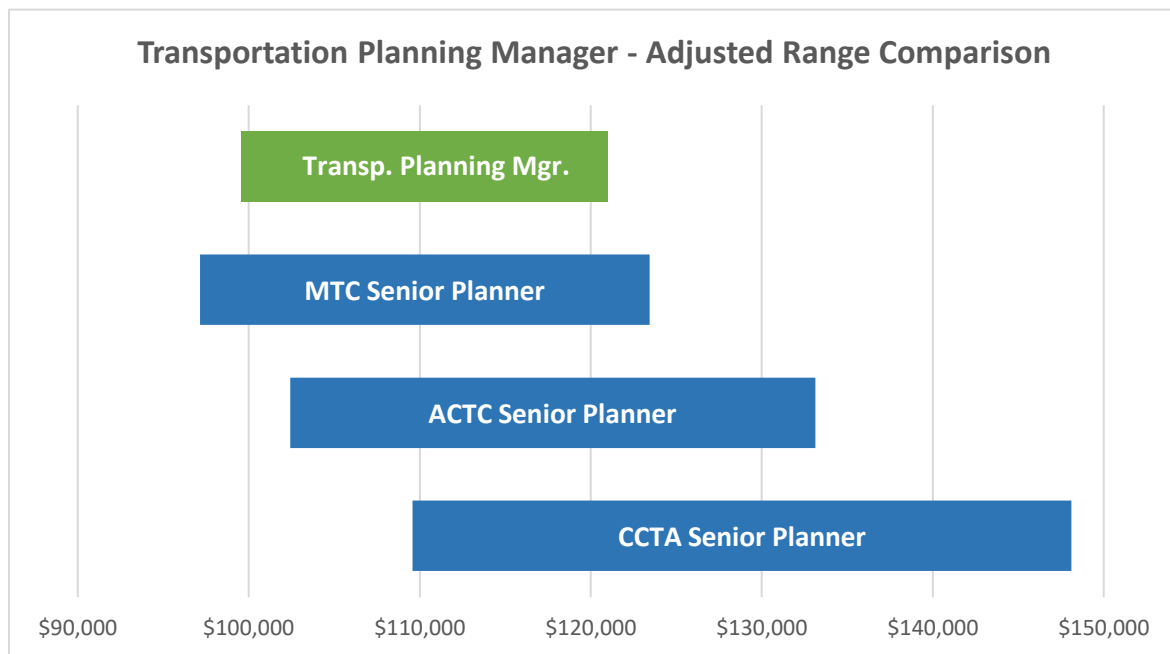 Transportation Planning Manager - Adjusted Range Comparison
Transp. Planning Mgr.
MTC Senior Planner
ACTC Senior Planner
CCTA Senior Planner
$90,000 $100,000 $110,000 $120,000 $130,000 $140,000 $150,000